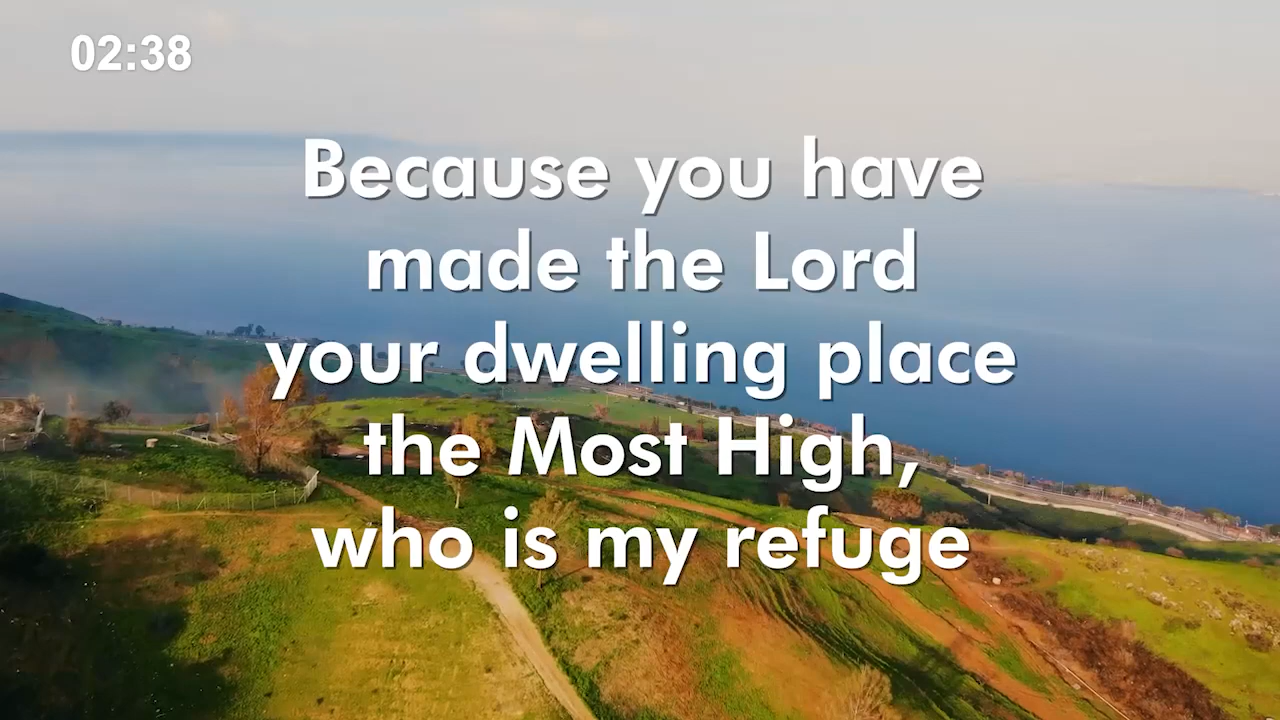 02:38
Because you have
made the Lord
your dwelling place
the Most High,
who is my refuge